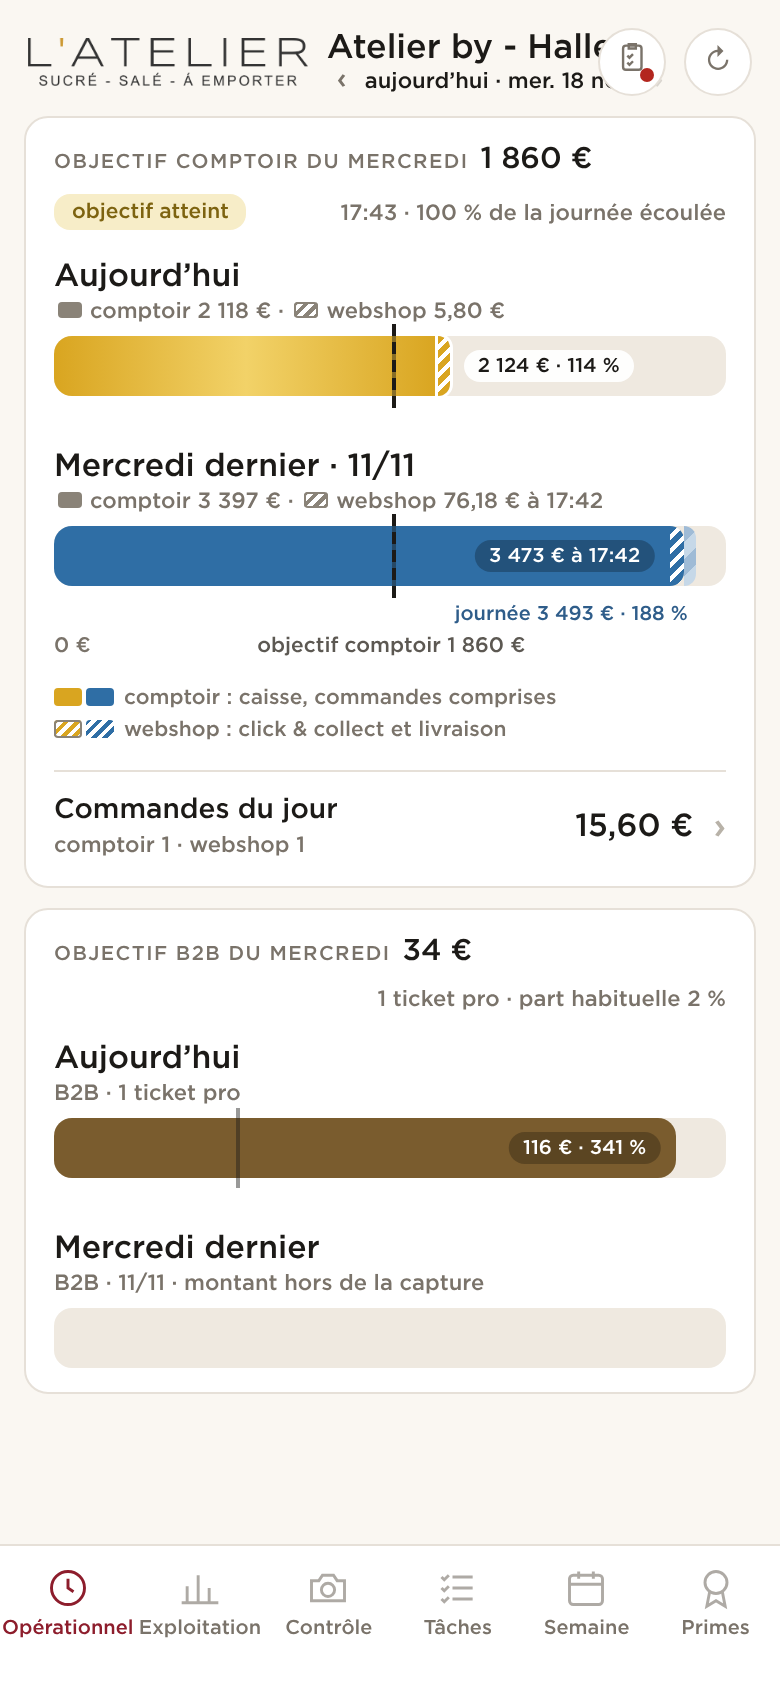 L'ATELIER
SUCRÉ - SALÉ - Á EMPORTER
Atelier by - Halle
‹ aujourd’hui · mer. 18 n
OBJECTIF COMPTOIR DU MERCREDI 1 860 €
objectif atteint
17:43 · 100 % de la journée écoulée
Aujourd’hui
comptoir 2 118 € · webshop 5,80 €
2 124 € · 114 %
Mercredi dernier · 11/11
comptoir 3 397 € · webshop 76,18 € à 17:42
3 473 € à 17:42
journée 3 493 € · 188 %
0 €
objectif comptoir 1 860 €
comptoir : caisse, commandes comprises
webshop : click & collect et livraison
Commandes du jour
comptoir 1 · webshop 1
15,60 € ›
OBJECTIF B2B DU MERCREDI 34 €
1 ticket pro · part habituelle 2 %
Aujourd’hui
B2B · 1 ticket pro
116 € · 341 %
Mercredi dernier
B2B · 11/11 · montant hors de la capture
Opérationnel Exploitation Contrôle Tâches Semaine Primes